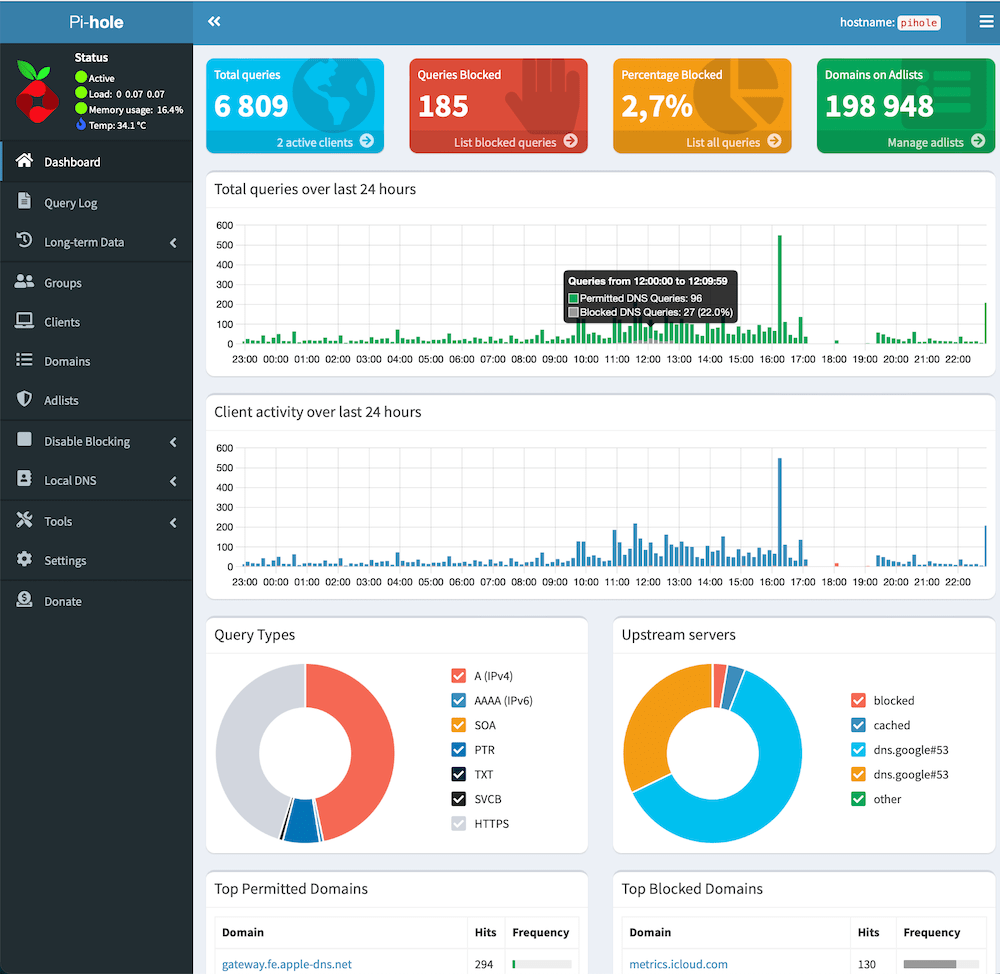 Pi-hole
hostname: pihole
Status
Active
Load: 0 0.07 0.07
Memory usage: 16.4%
Temp: 34.1 °C
Dashboard
Query Log
Long-term Data
Groups
Clients
Domains
Adlists
Disable Blocking
Local DNS
Tools
Settings
Donate
Total queries
6 809
2 active clients
Queries Blocked
185
List blocked queries
Percentage Blocked
2,7%
List all queries
Domains on Adlists
198 948
Manage adlists
Total queries over last 24 hours
600
500
400
300
200
100
0
Queries from 12:00:00 to 12:09:59
Permitted DNS Queries: 96
Blocked DNS Queries: 27 (22.0%)
23:00 00:00 01:00 02:00 03:00 04:00 05:00 06:00 07:00 08:00 09:00 10:00 11:00 12:00 13:00 14:00 15:00 16:00 17:00 18:00 19:00 20:00 21:00 22:00
Client activity over last 24 hours
600
500
400
300
200
100
0
23:00 00:00 01:00 02:00 03:00 04:00 05:00 06:00 07:00 08:00 09:00 10:00 11:00 12:00 13:00 14:00 15:00 16:00 17:00 18:00 19:00 20:00 21:00 22:00
Query Types
A (IPv4)
AAAA (IPv6)
SOA
PTR
TXT
SVCB
HTTPS
Upstream servers
blocked
cached
dns.google#53
dns.google#53
other
Top Permitted Domains
Domain Hits Frequency
gateway.fe.apple-dns.net 294
Top Blocked Domains
Domain Hits Frequency
metrics.icloud.com 130